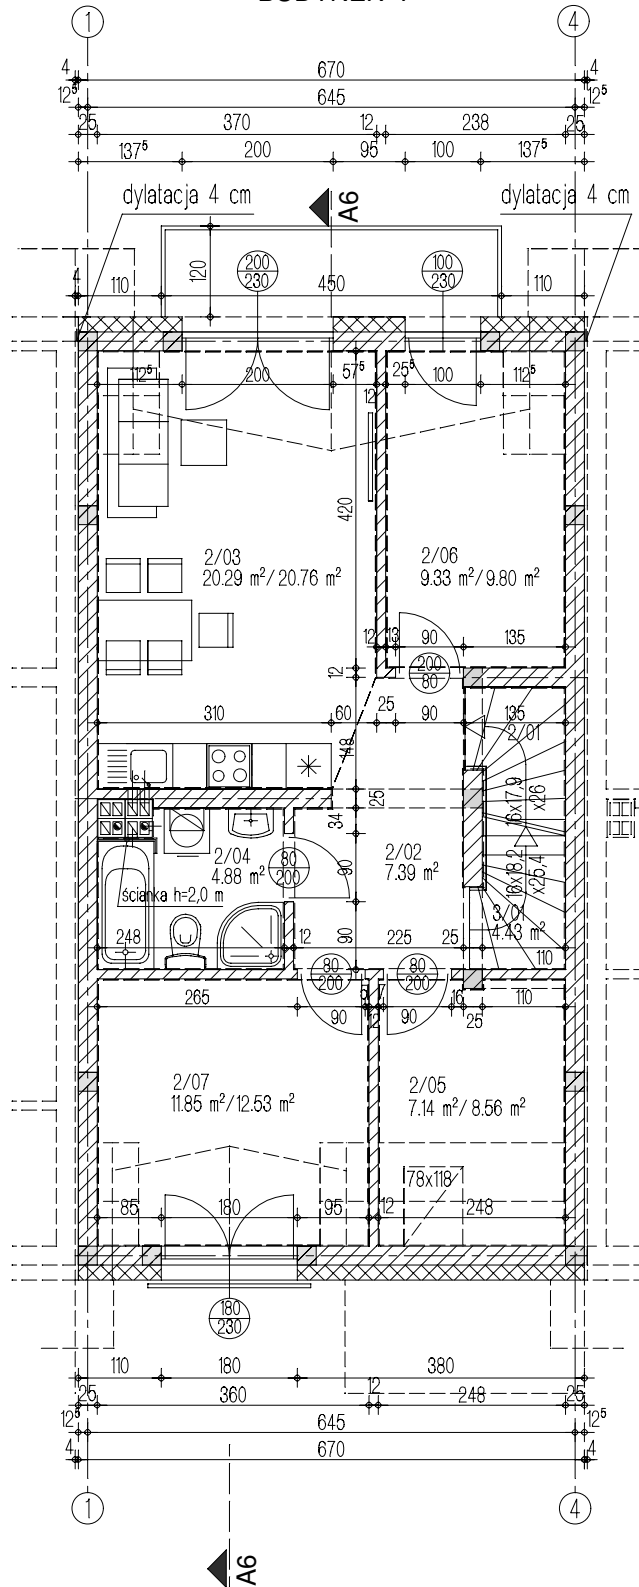 1 4
4 670 4
12⁵ 645 12⁵
25 370 12 238 25
137⁵ 200 95 100 137⁵
dylatacja 4 cm
A6
dylatacja 4 cm
120
200
230
100
230
4 110 450 110
112⁵ 200 57⁵ 25⁵ 100 112⁵
12
420
2/03
20.29 m²/ 20.76 m²
2/06
9.33 m²/ 9.80 m²
12 13 90 135
200
80
12
310 60 25 90 135
2/01
148
25
34
16x17,9
x26
2/04
4.88 m²
80
200
2/02
7.39 m²
90
16x18,2
x25,4
ścianka h=2,0 m
3/01
4.43 m²
248 12 90 225 25 110
80
200
80
200
265 5 7 16 110
90 12 90 25
2/07
11.85 m²/12.53 m²
2/05
7.14 m²/ 8.56 m²
78x118
85 180 95 12 248
180
230
110 180 380
25 360 12 248 25
12⁵ 645 12⁵
4 670 4
1 4
A6